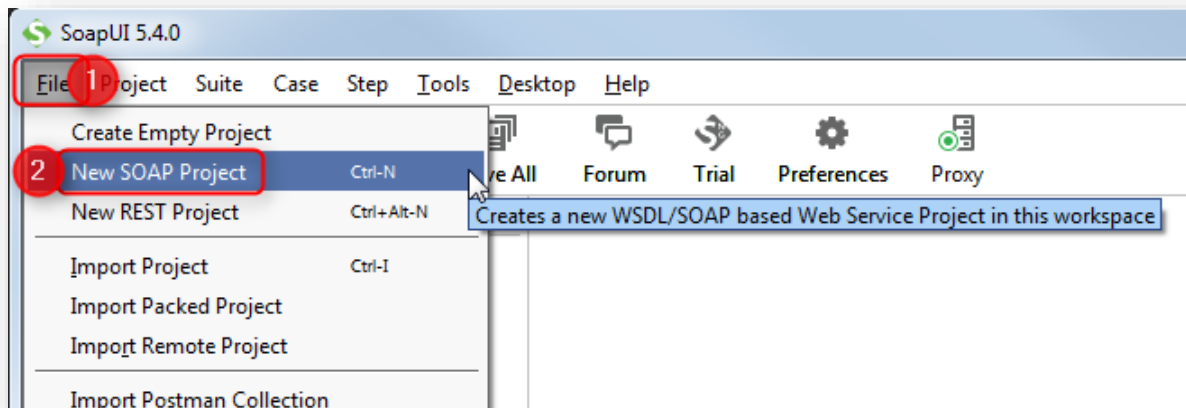 SoapUI 5.4.0
File 1 Project Suite Case Step Tools Desktop Help
Create Empty Project
2 New SOAP Project Ctrl-N
ve All Forum Trial Preferences Proxy
New REST Project Ctrl+Alt-N
Creates a new WSDL/SOAP based Web Service Project in this workspace
Import Project Ctrl-I
Import Packed Project
Import Remote Project
Import Postman Collection